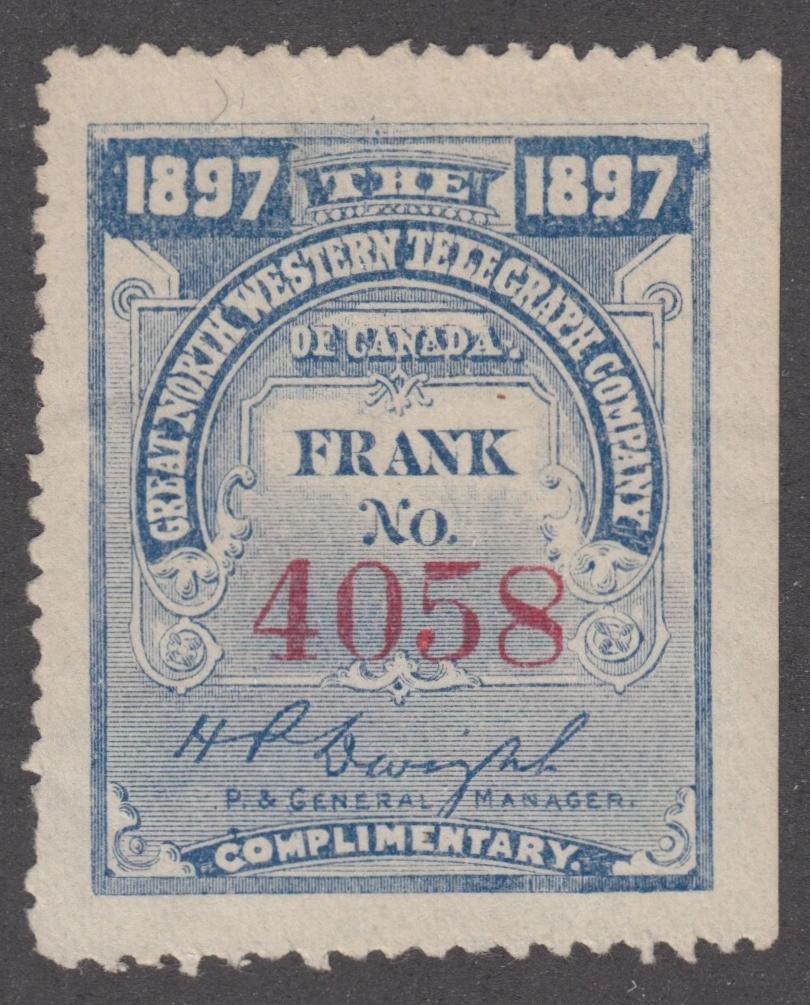 1897 THE 1897
GREAT NORTH WESTERN TELEGRAPH COMPANY
OF CANADA.
FRANK
No.
4058
H P Dwight
P. & GENERAL MANAGER.
COMPLIMENTARY.